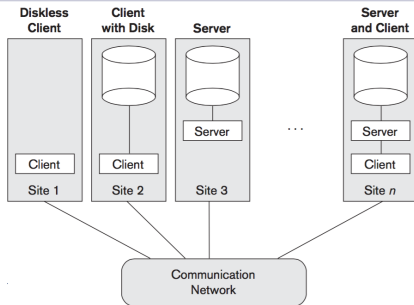 Diskless
Client
Client
with Disk
Server
Server
and Client
Server
...
Server
Client
Client
Client
Site 1
Site 2
Site 3
Site n
Communication
Network